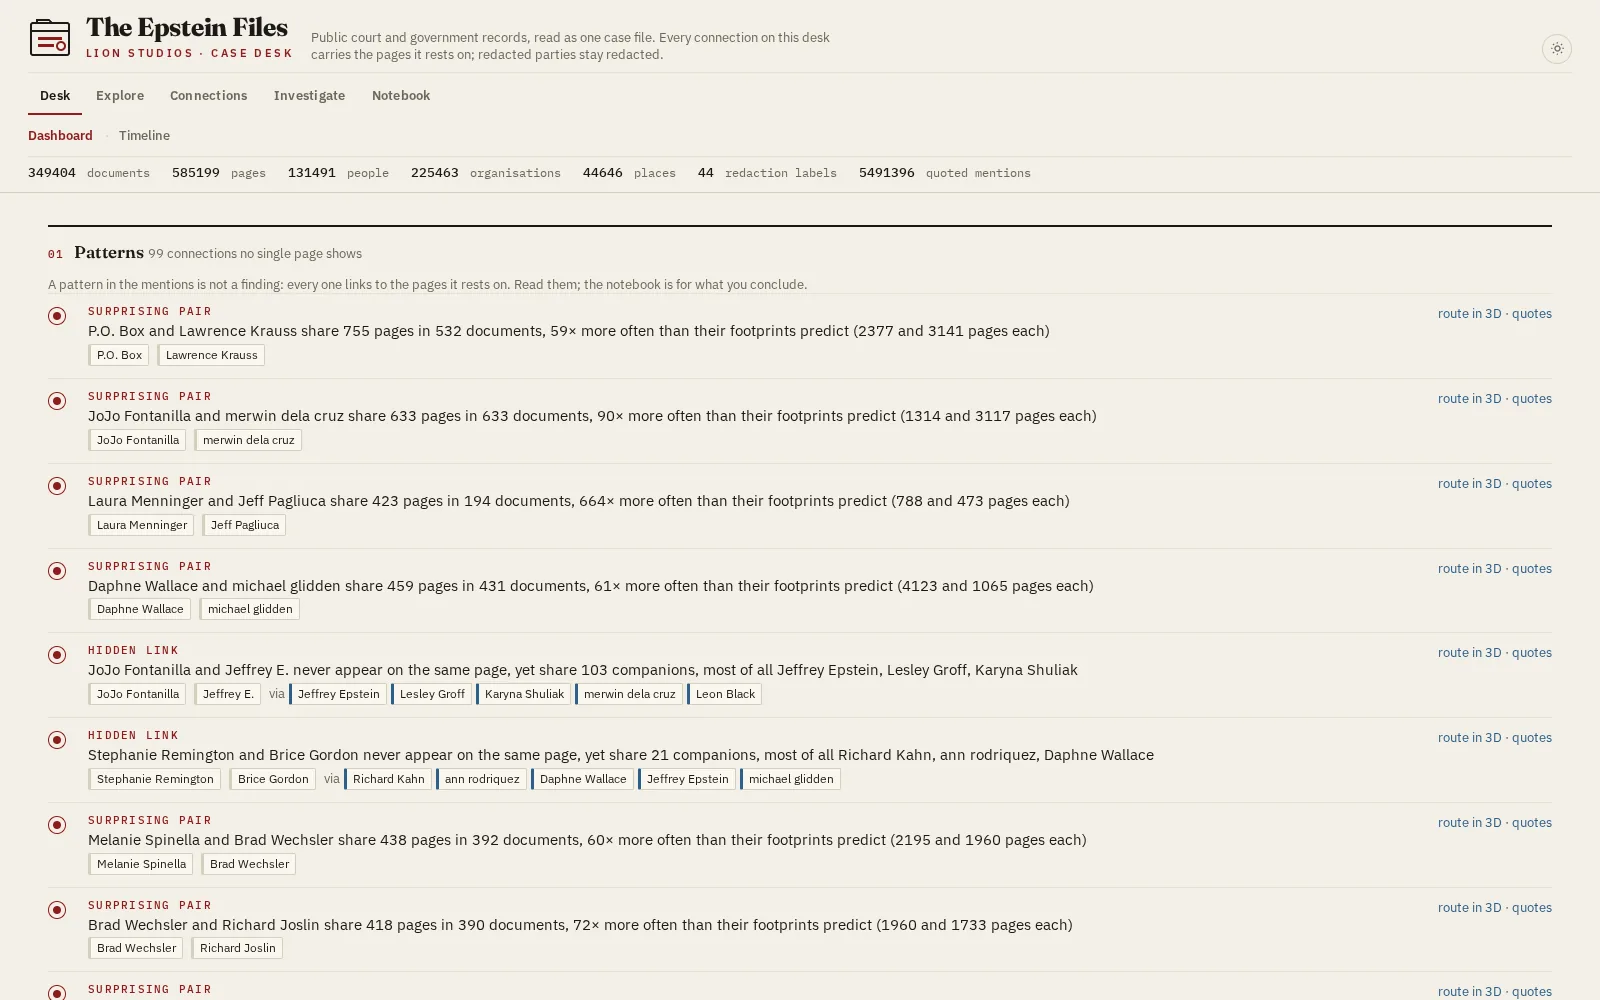 The Epstein Files
LION STUDIOS · CASE DESK
Public court and government records, read as one case file. Every connection on this desk
carries the pages it rests on; redacted parties stay redacted.
Desk Explore Connections Investigate Notebook
Dashboard · Timeline
349404 documents 585199 pages 131491 people 225463 organisations 44646 places 44 redaction labels 5491396 quoted mentions
01 Patterns 99 connections no single page shows
A pattern in the mentions is not a finding: every one links to the pages it rests on. Read them; the notebook is for what you conclude.
SURPRISING PAIR
route in 3D · quotes
P.O. Box and Lawrence Krauss share 755 pages in 532 documents, 59× more often than their footprints predict (2377 and 3141 pages each)
P.O. Box Lawrence Krauss
SURPRISING PAIR
route in 3D · quotes
JoJo Fontanilla and merwin dela cruz share 633 pages in 633 documents, 90× more often than their footprints predict (1314 and 3117 pages each)
JoJo Fontanilla merwin dela cruz
SURPRISING PAIR
route in 3D · quotes
Laura Menninger and Jeff Pagliuca share 423 pages in 194 documents, 664× more often than their footprints predict (788 and 473 pages each)
Laura Menninger Jeff Pagliuca
SURPRISING PAIR
route in 3D · quotes
Daphne Wallace and michael glidden share 459 pages in 431 documents, 61× more often than their footprints predict (4123 and 1065 pages each)
Daphne Wallace michael glidden
HIDDEN LINK
route in 3D · quotes
JoJo Fontanilla and Jeffrey E. never appear on the same page, yet share 103 companions, most of all Jeffrey Epstein, Lesley Groff, Karyna Shuliak
JoJo Fontanilla Jeffrey E. via Jeffrey Epstein Lesley Groff Karyna Shuliak merwin dela cruz Leon Black
HIDDEN LINK
route in 3D · quotes
Stephanie Remington and Brice Gordon never appear on the same page, yet share 21 companions, most of all Richard Kahn, ann rodriquez, Daphne Wallace
Stephanie Remington Brice Gordon via Richard Kahn ann rodriquez Daphne Wallace Jeffrey Epstein michael glidden
SURPRISING PAIR
route in 3D · quotes
Melanie Spinella and Brad Wechsler share 438 pages in 392 documents, 60× more often than their footprints predict (2195 and 1960 pages each)
Melanie Spinella Brad Wechsler
SURPRISING PAIR
route in 3D · quotes
Brad Wechsler and Richard Joslin share 418 pages in 390 documents, 72× more often than their footprints predict (1960 and 1733 pages each)
Brad Wechsler Richard Joslin
SURPRISING PAIR
route in 3D · quotes